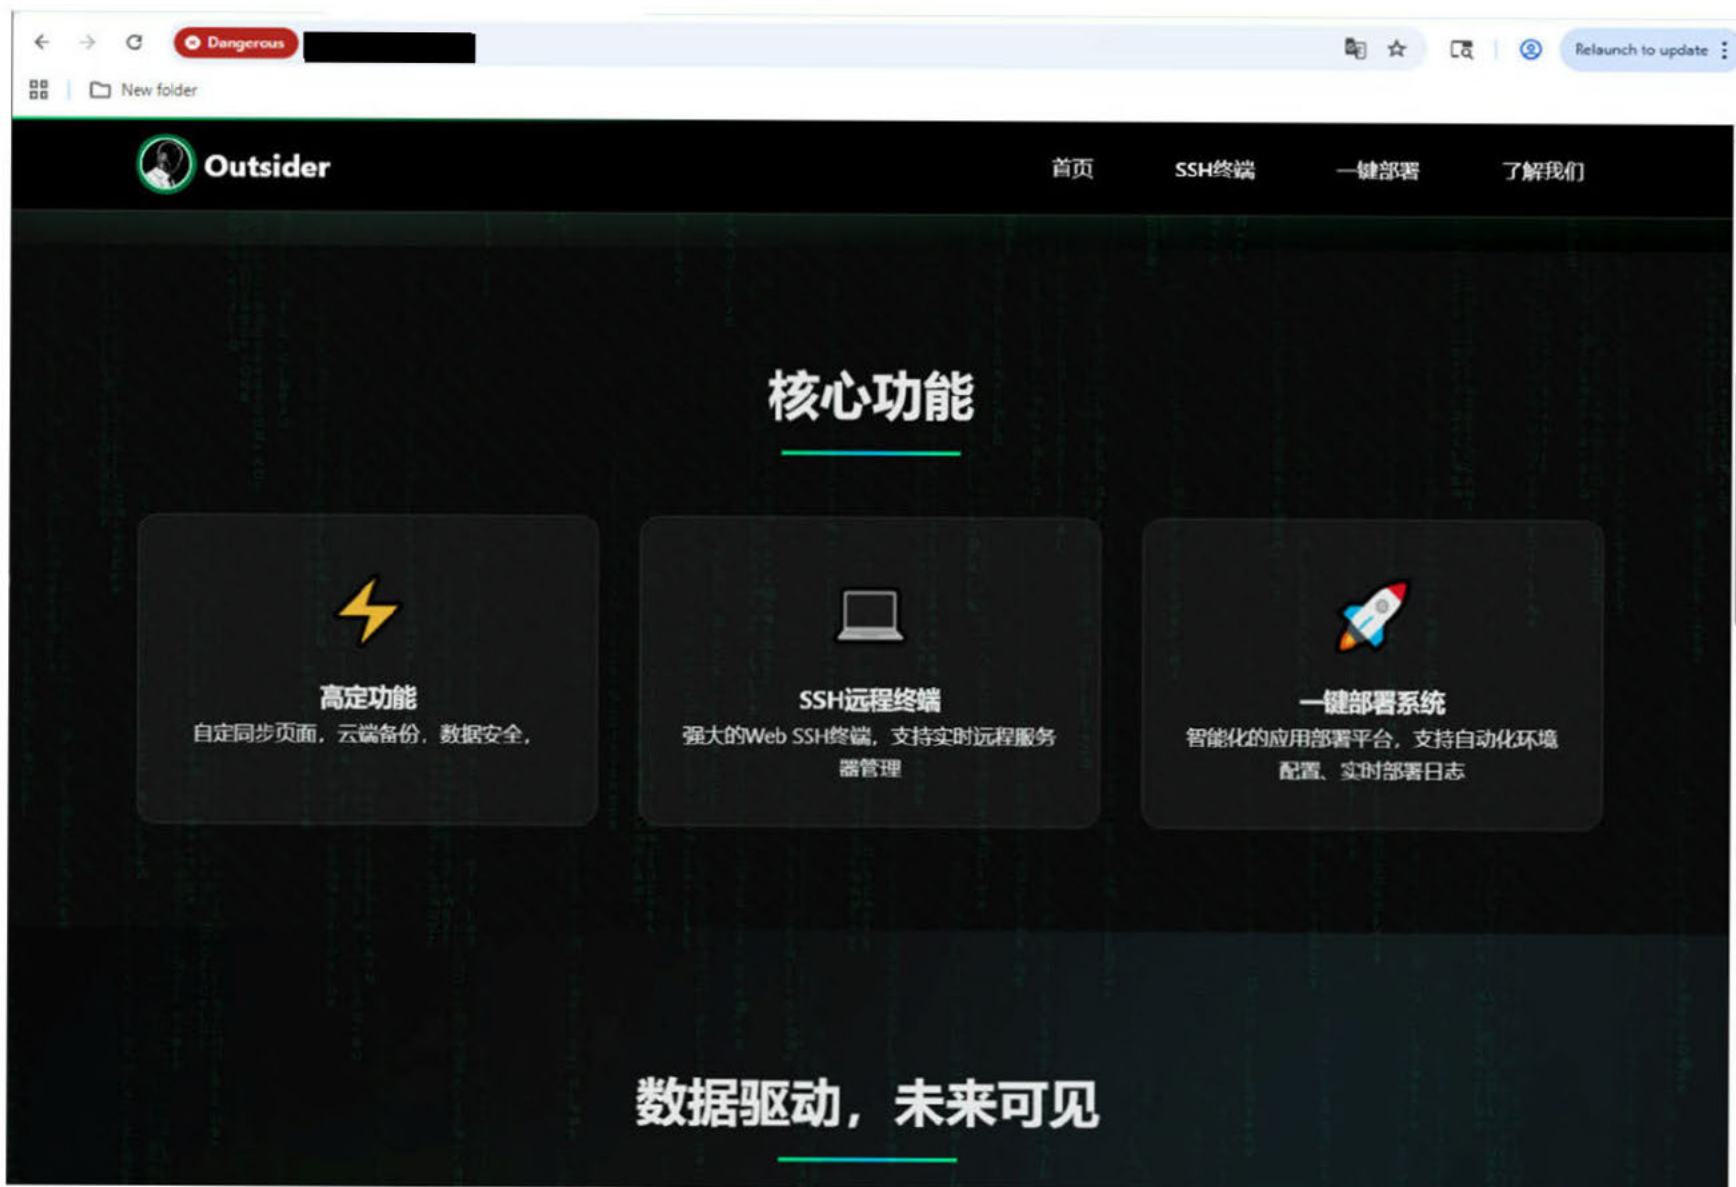 Dangerous
Relaunch to update
New folder
Outsider
首页
SSH终端
一键部署
了解我们
核心功能
高定功能
自定同步页面，云端备份，数据安全，
SSH远程终端
强大的Web SSH终端，支持实时远程服务
器管理
一键部署系统
智能化的应用部署平台，支持自动化环境
配置、实时部署日志
数据驱动，未来可见